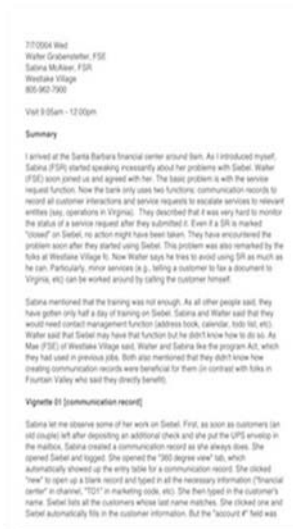 7/7/2004 Wed
Walter Grabenstetter, FSE
Sabina McAleer, FSR
Westlake Village
805-962-7900
Visit 9:05am - 12:00pm
Summary
I arrived at the Santa Barbara financial center around 9am. As I introduced myself,
Sabina (FSR) started speaking incessantly about her problems with Siebel. Walter
(FSE) soon joined us and agreed with her. The basic problem is with the service
request function. Now the bank only uses two functions: communication records to
record all customer interactions and service requests to escalate services to relevant
entities (say, operations in Virginia). They described that it was very hard to monitor
the status of a service request after they submitted it. Even if a SR is marked
"closed" on Siebel, no action might have been taken. They have encountered the
problem soon after they started using Siebel. This problem was also remarked by the
folks at Westlake Village fc. Now Walter says he tries to avoid using SR as much as
he can. Particularly, minor services (e.g., telling a customer to fax a document to
Virginia, etc) can be worked around by calling the customer himself.
Sabina mentioned that the training was not enough. As all other people said, they
have gotten only half a day of training on Siebel. Sabina and Walter said that they
would need contact management function (address book, calendar, todo list, etc).
Walter said that Siebel may have that function but he didn't know how to do so. As
Mae (FSE) of Westlake Village said, Walter and Sabina like the program Act, which
they had used in previous jobs. Both also mentioned that they didn't know how
creating communication records were beneficial for them (in contrast with folks in
Fountain Valley who said they directly benefit).
Vignette 01 [communication record]
Sabina let me observe some of her work on Siebel. First, as soon as customers (an
old couple) left after depositing an additional check and she put the UPS envelop in
the mailbox, Sabina created a communication record as she always does. She
opened Siebel and logged. She opened the "360 degree view" tab, which
automatically showed up the entry table for a communication record. She clicked
"new" to open up a blank record and typed in all the necessary information ("financial
center" in channel, "TO1" in marketing code, etc). She then typed in the customer's
name. Siebel lists all the customers whose last name matches. She clicked one and
Siebel automatically fills in the customer information. But the "account #" field was